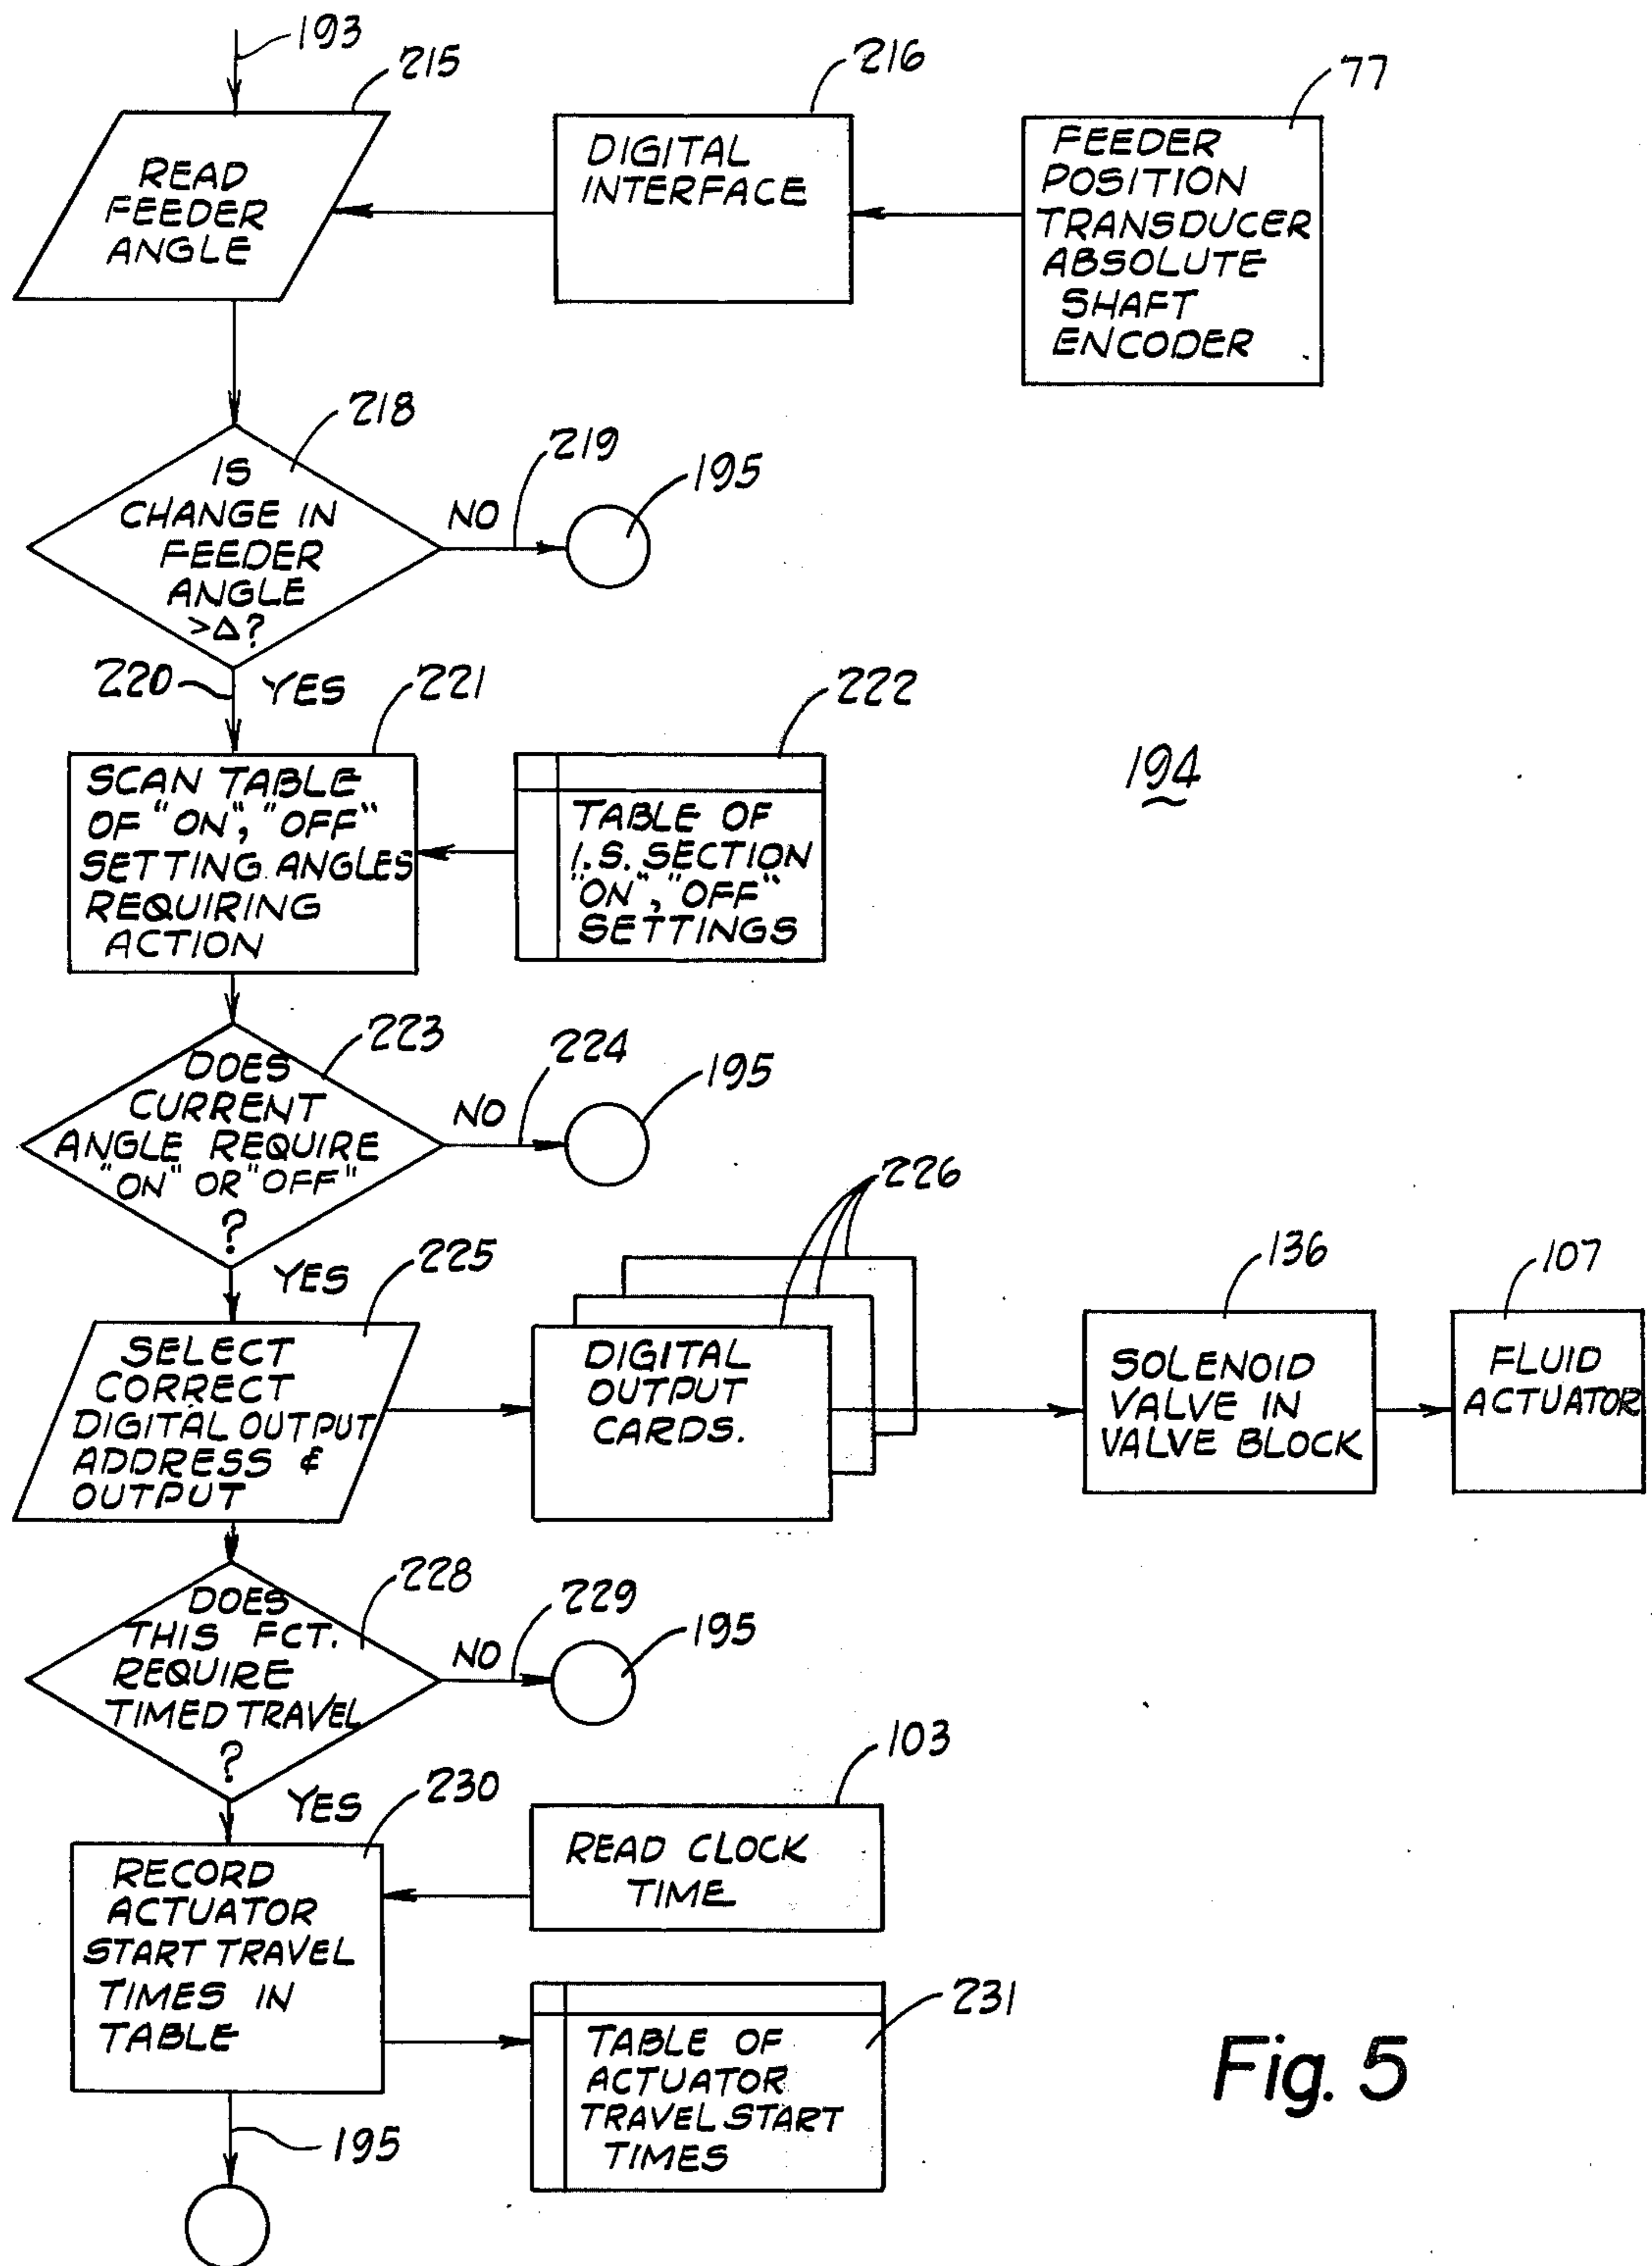 193
215
READ
FEEDER
ANGLE
216
DIGITAL
INTERFACE
77
FEEDER
POSITION
TRANSDUCER
ABSOLUTE
SHAFT
ENCODER
218
IS
CHANGE IN
FEEDER
ANGLE
>Δ?
NO
219
195
220
YES
221
SCAN TABLE
OF "ON", "OFF"
SETTING ANGLES
REQUIRING
ACTION
222
TABLE OF
I.S. SECTION
"ON", "OFF"
SETTINGS
194
223
DOES
CURRENT
ANGLE REQUIRE
"ON" OR "OFF"
?
NO
224
195
YES
225
SELECT
CORRECT
DIGITAL OUTPUT
ADDRESS &
OUTPUT
226
DIGITAL
OUTPUT
CARDS.
136
SOLENOID
VALVE IN
VALVE BLOCK
107
FLUID
ACTUATOR
228
DOES
THIS FCT.
REQUIRE
TIMED TRAVEL
?
NO
229
195
YES
230
RECORD
ACTUATOR
START TRAVEL
TIMES IN
TABLE
103
READ CLOCK
TIME
231
TABLE OF
ACTUATOR
TRAVEL START
TIMES
195
Fig. 5